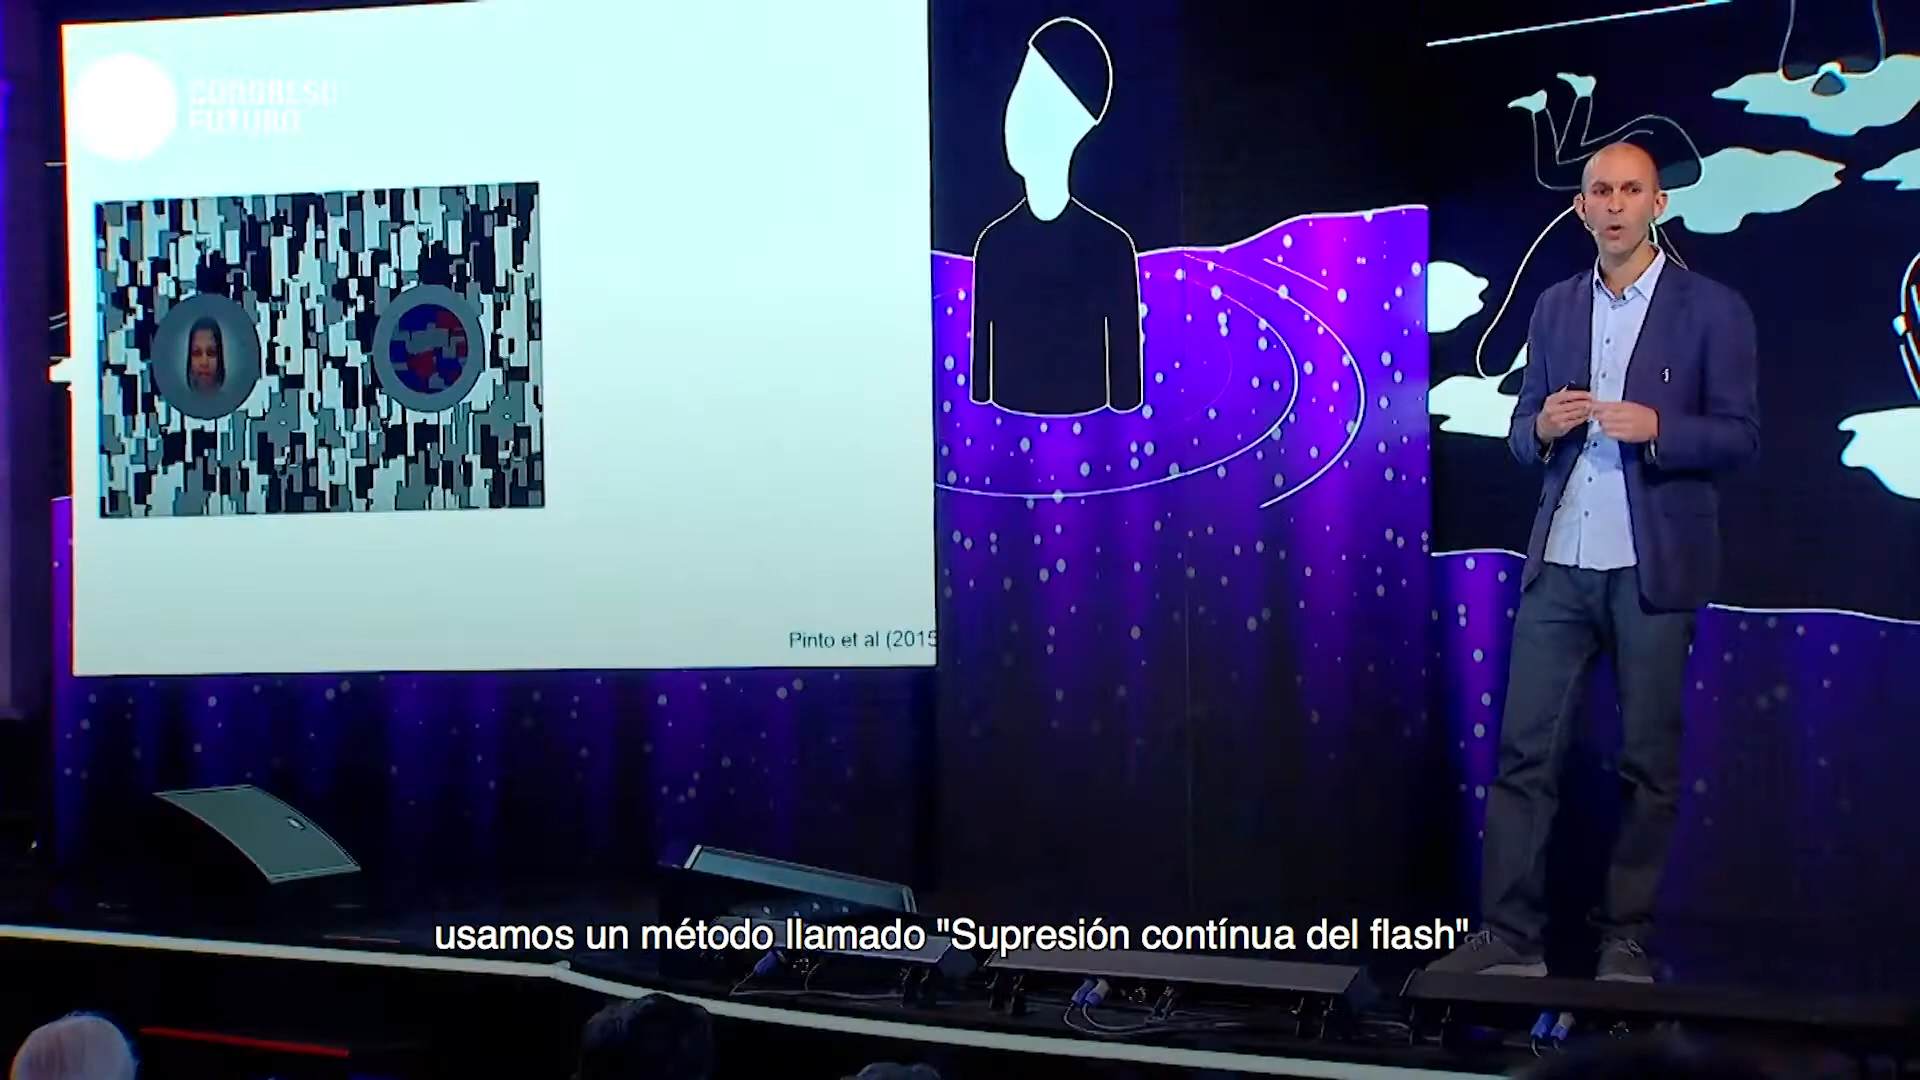 CONGRESO
FUTURO
Pinto et al (2015
usamos un método llamado "Supresión contínua del flash"